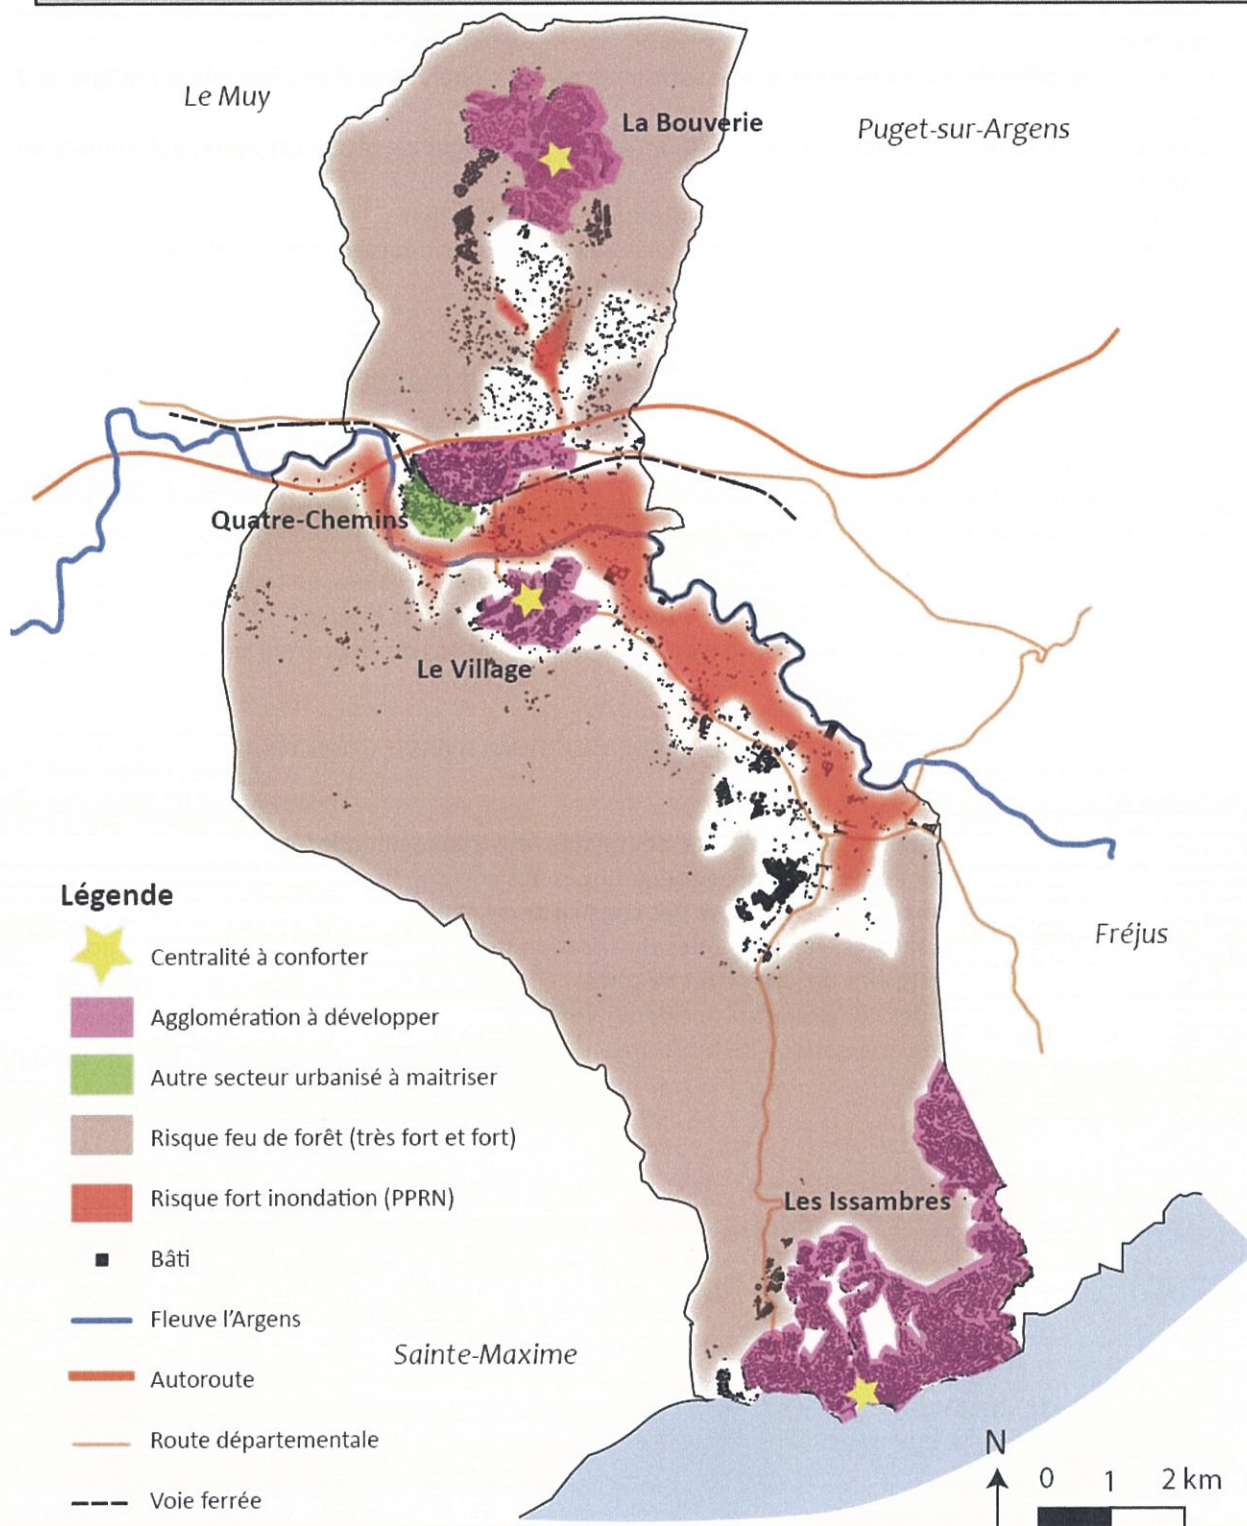 Le Muy
La Bouverie
Puget-sur-Argens
Quatre-Chemins
Le Village
Légende
Centralité à conforter
Agglomération à développer
Autre secteur urbanisé à maitriser
Risque feu de forêt (très fort et fort)
Risque fort inondation (PPRN)
Bâti
Fleuve l'Argens
Autoroute
Route départementale
Voie ferrée
Fréjus
Les Issambres
Sainte-Maxime
N
0 1 2 km